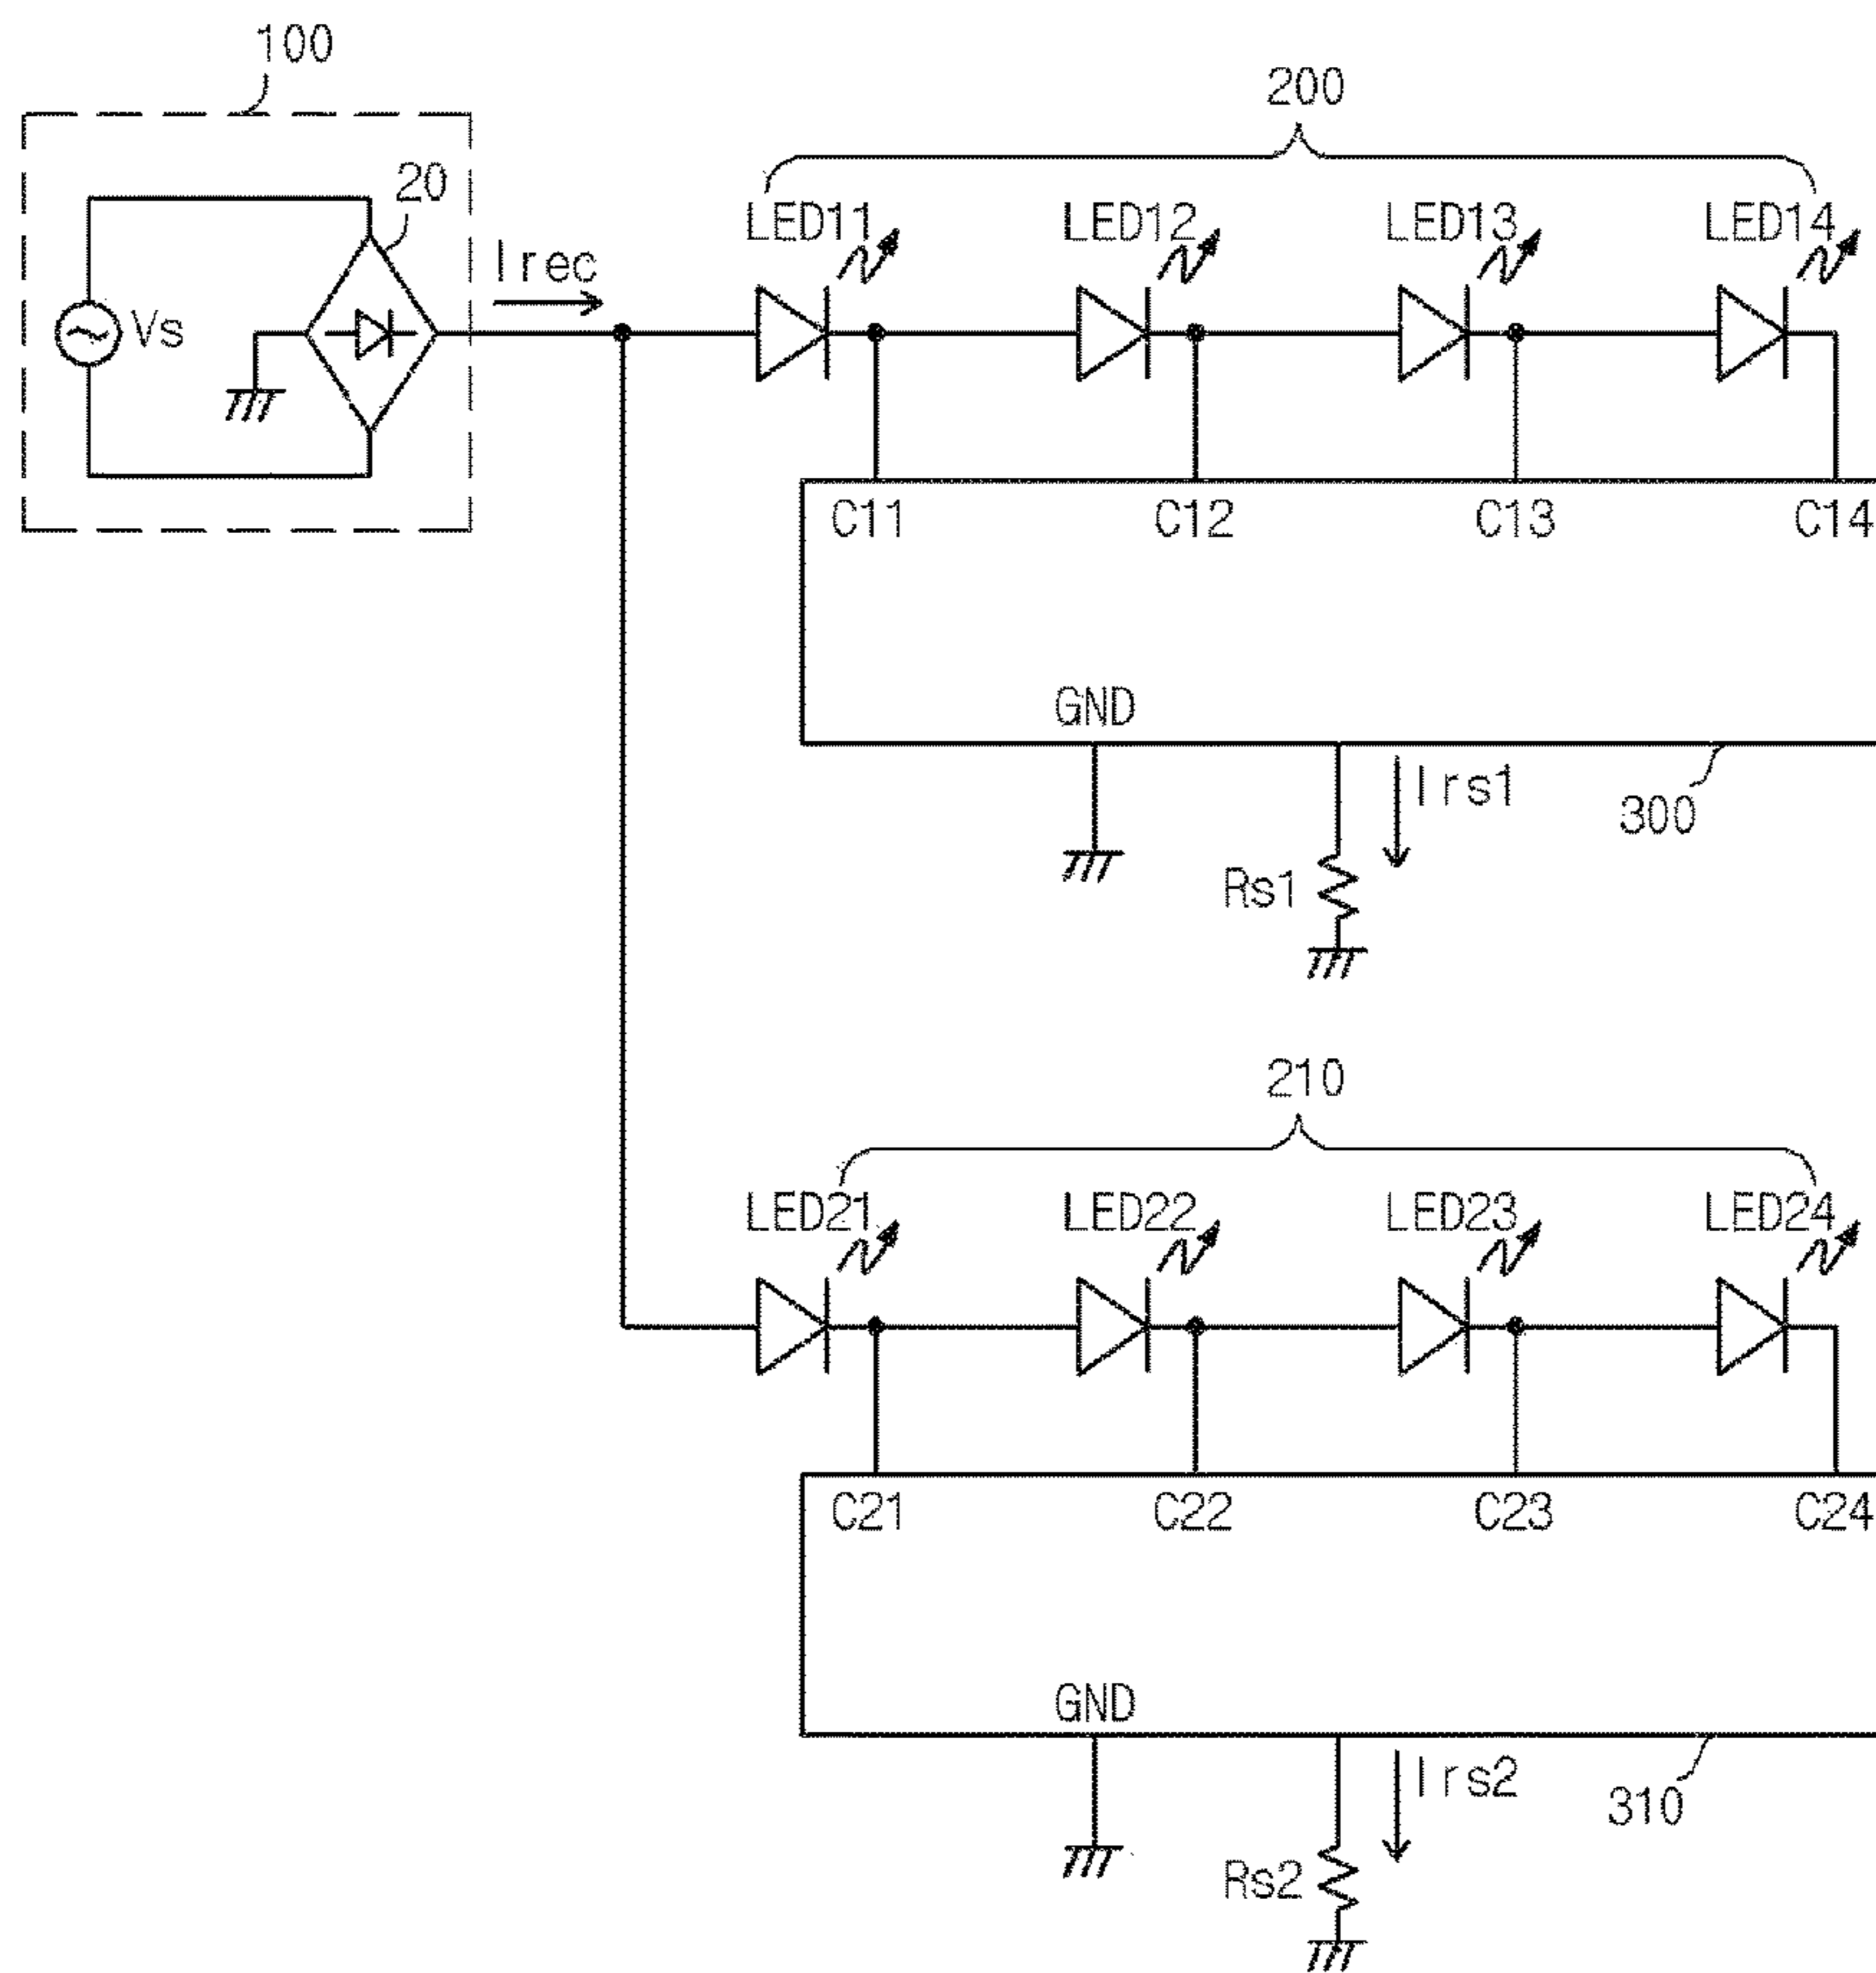 100
200
20
LED11 LED12 LED13 LED14
Irec
Vs
C11 C12 C13 C14
GND
Irs1
300
Rs1
210
LED21 LED22 LED23 LED24
C21 C22 C23 C24
GND
Irs2
310
Rs2